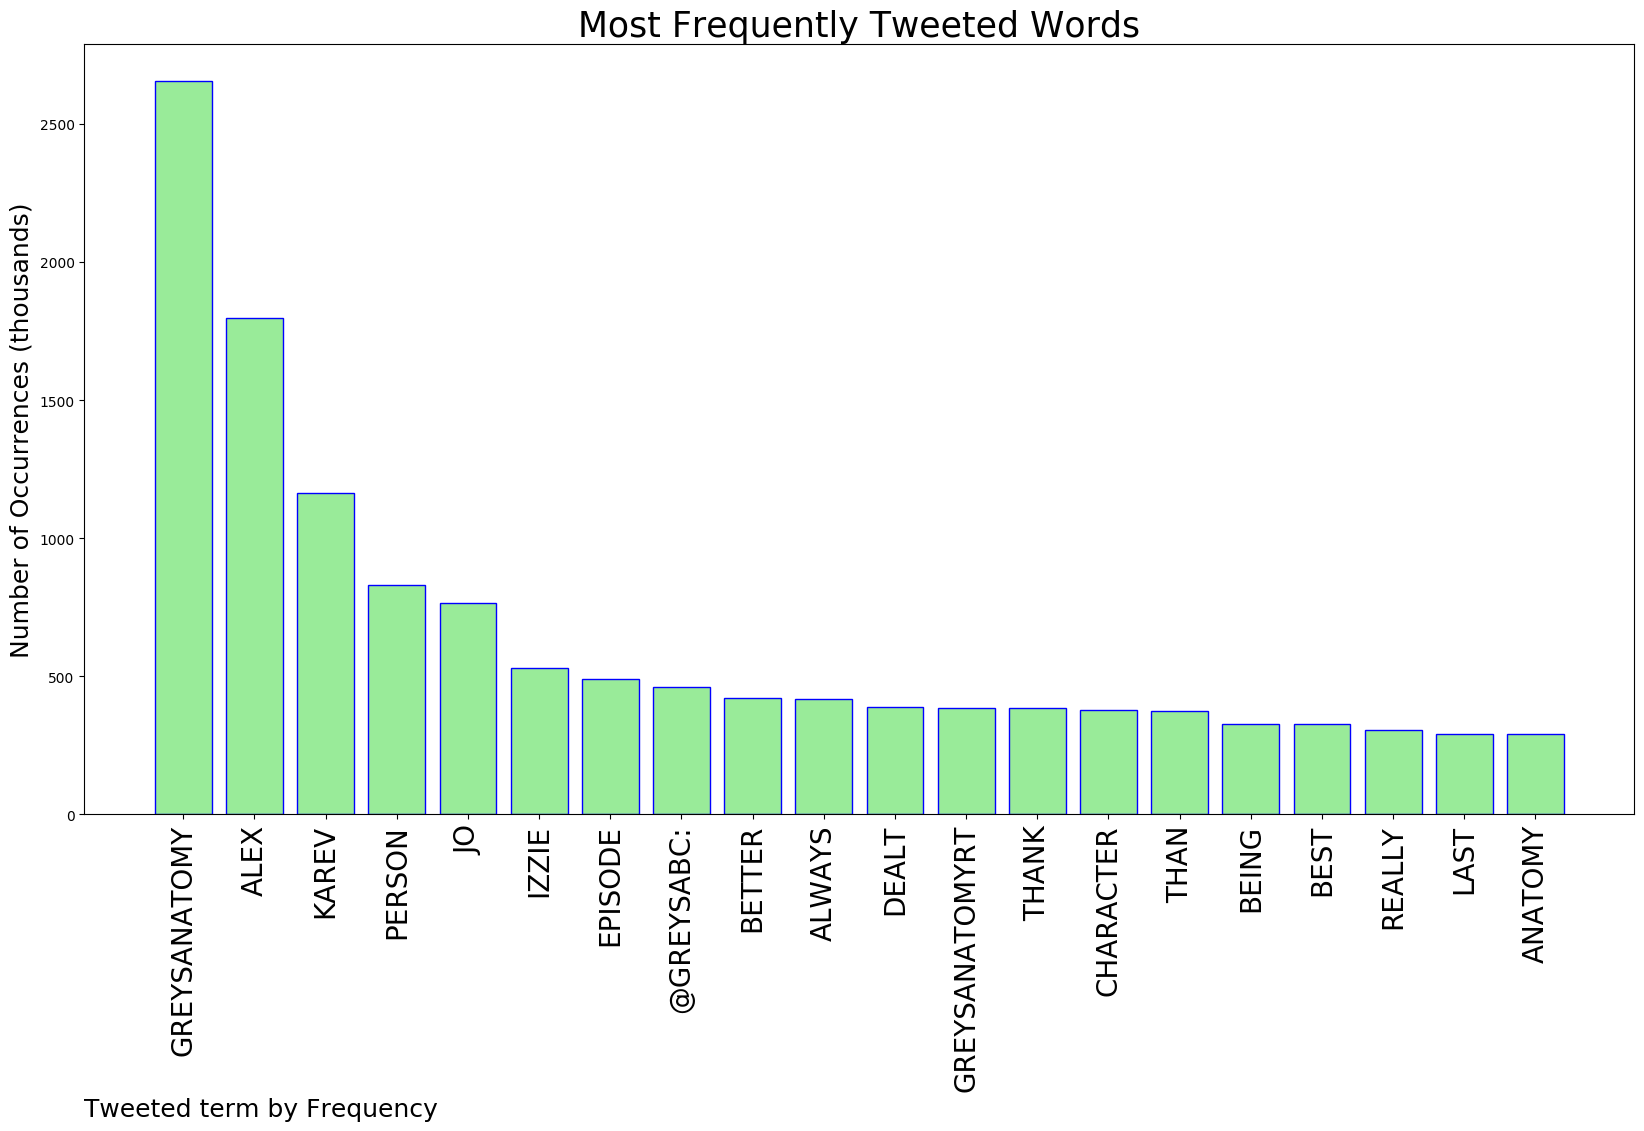 Most Frequently Tweeted Words
Number of Occurrences (thousands)
2500
2000
1500
1000
500
0
GREYSANATOMY
ALEX
KAREV
PERSON
JO
IZZIE
EPISODE
@GREYSABC:
BETTER
ALWAYS
DEALT
GREYSANATOMYRT
THANK
CHARACTER
THAN
BEING
BEST
REALLY
LAST
ANATOMY
Tweeted term by Frequency